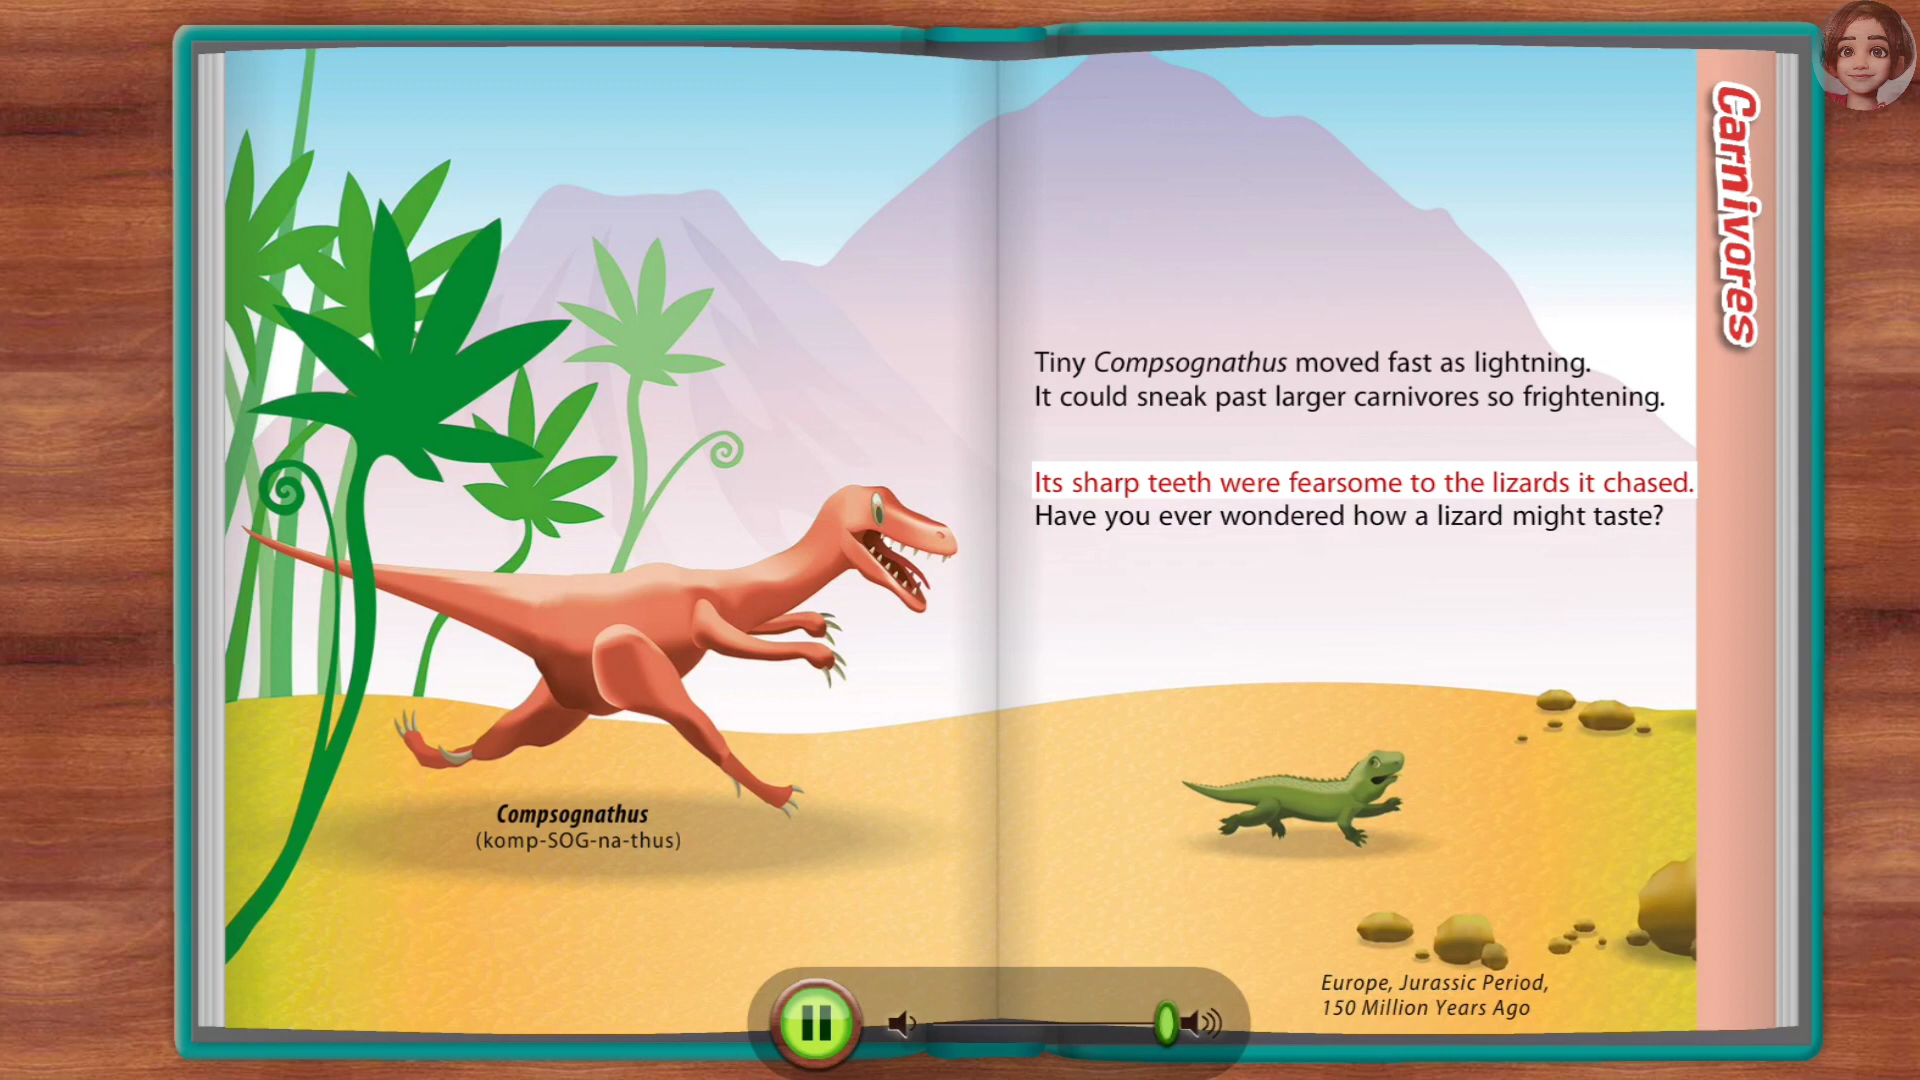 Carnivores
Tiny Compsognathus moved fast as lightning.
It could sneak past larger carnivores so frightening.
Its sharp teeth were fearsome to the lizards it chased.
Have you ever wondered how a lizard might taste?
Compsognathus
(komp-SOG-na-thus)
Europe, Jurassic Period,
150 Million Years Ago